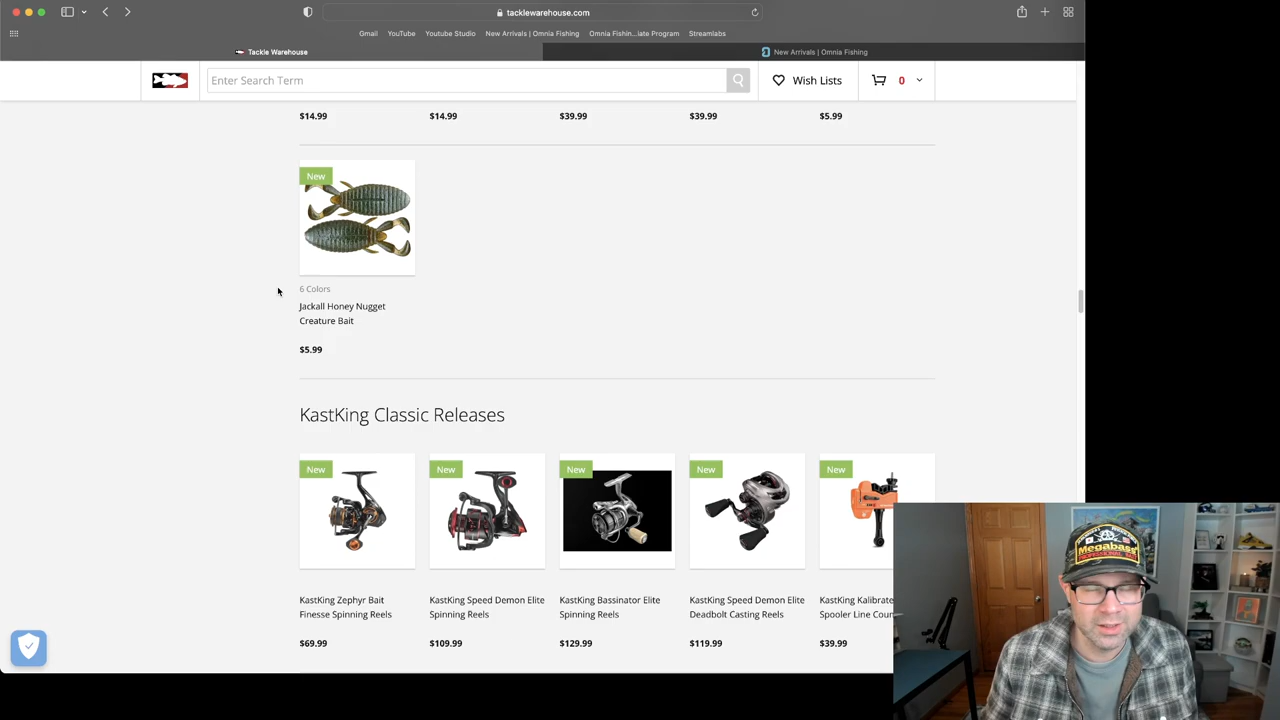 tacklewarehouse.com
Gmail YouTube Youtube Studio New Arrivals | Omnia Fishing Omnia Fishin...iate Program Streamlabs
Tackle Warehouse New Arrivals | Omnia Fishing
Enter Search Term Wish Lists 0
$14.99 $14.99 $39.99 $39.99 $5.99
New
6 Colors
Jackall Honey Nugget
Creature Bait
$5.99
KastKing Classic Releases
New New New New New
KastKing Zephyr Bait
Finesse Spinning Reels
$69.99
KastKing Speed Demon Elite
Spinning Reels
$109.99
KastKing Bassinator Elite
Spinning Reels
$129.99
KastKing Speed Demon Elite
Deadbolt Casting Reels
$119.99
KastKing Kalibrate
Spooler Line Coun
$39.99
Megabass